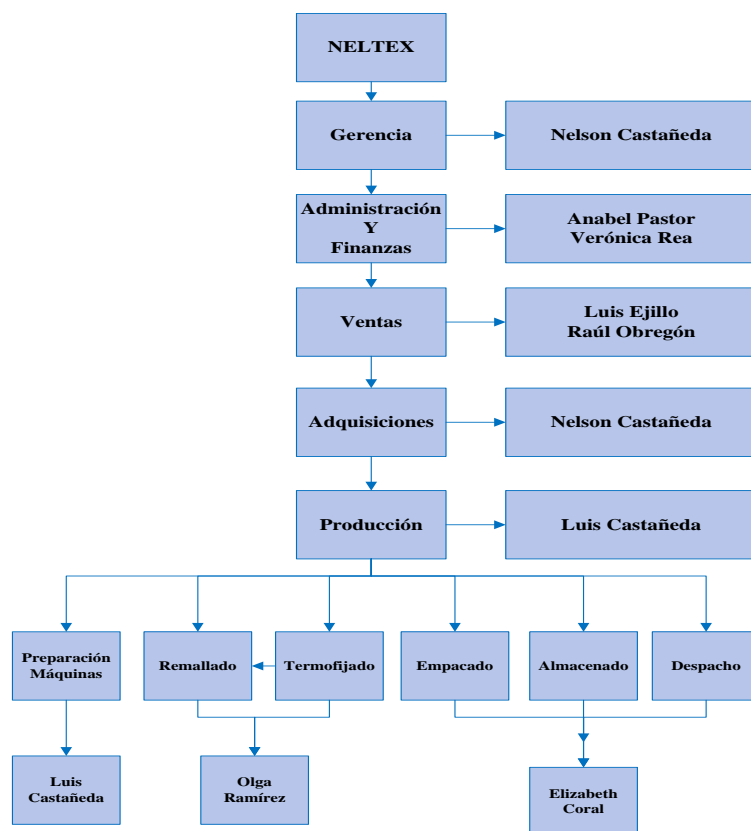 NELTEX
Gerencia
Nelson Castañeda
Administración
Y
Finanzas
Anabel Pastor
Verónica Rea
Ventas
Luis Ejillo
Raúl Obregón
Adquisiciones
Nelson Castañeda
Producción
Luis Castañeda
Preparación
Máquinas
Remallado
Termofijado
Empacado
Almacenado
Despacho
Luis
Castañeda
Olga
Ramírez
Elizabeth
Coral